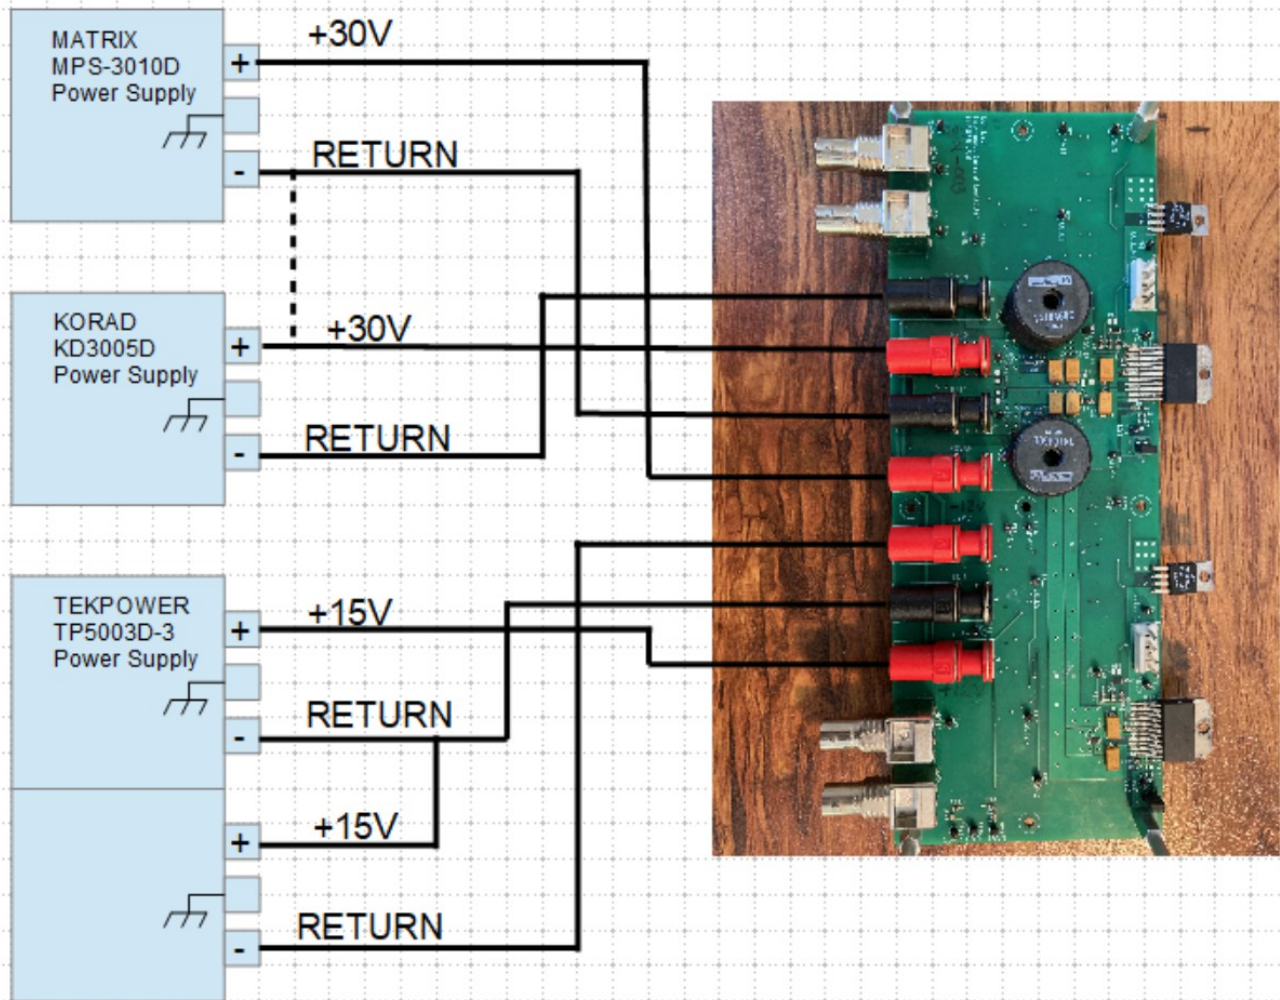 MATRIX
MPS-3010D
Power Supply
+30V
+
RETURN
-
KORAD
KD3005D
Power Supply
+30V
+
RETURN
-
TEKPOWER
TP5003D-3
Power Supply
+15V
+
RETURN
-
+15V
+
RETURN
-